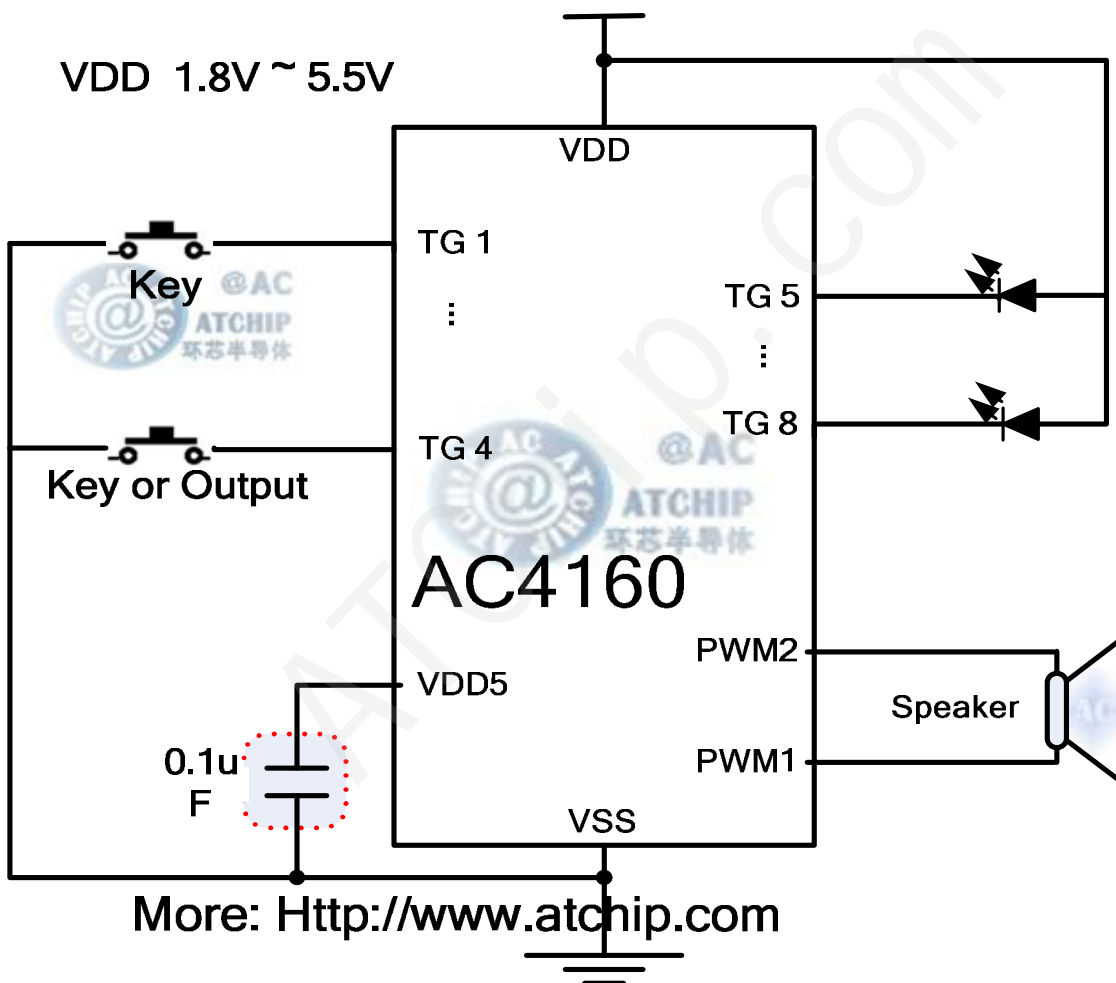 VDD 1.8V ~ 5.5V
VDD
TG 1
Key
@AC
ATCHIP
环芯半导体
⋮
TG 5
⋮
TG 8
TG 4
Key or Output
@AC
ATCHIP
环芯半导体
AC4160
PWM2
VDD5
Speaker
0.1u
F
PWM1
VSS
More: Http://www.atchip.com
ATChip.com